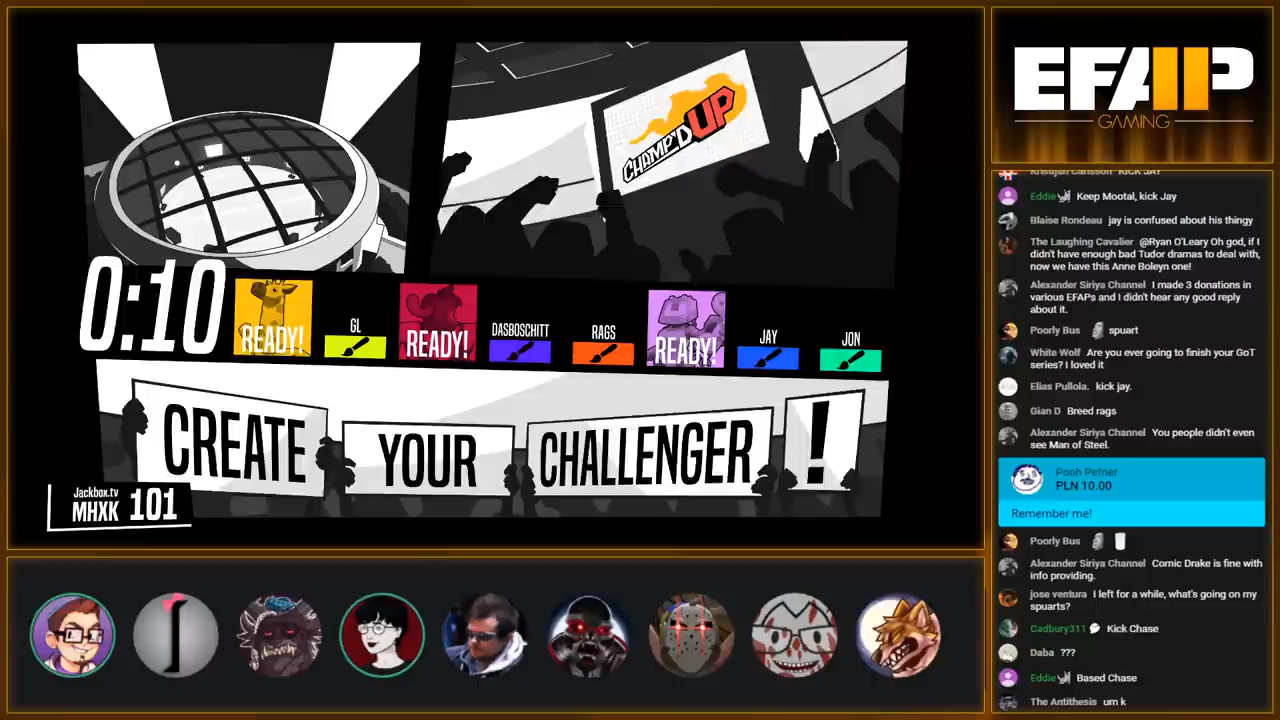 CHAMP'D UP
0:10
READY!
GL
READY!
DASBOSCHITT
RAGS
READY!
JAY
JON
CREATE YOUR CHALLENGER!
Jackbox.tv
MHXK 101
EFAP
GAMING
Kristjan Carlsson KICK JAY
Eddie Keep Mootal, kick Jay
Blaise Rondeau jay is confused about his thingy
The Laughing Cavalier @Ryan O'Leary Oh god, if I
didn't have enough bad Tudor dramas to deal with,
now we have this Anne Boleyn one!
Alexander Siriya Channel I made 3 donations in
various EFAPs and I didn't hear any good reply
about it.
Poorly Bus spuart
White Wolf Are you ever going to finish your GoT
series? I loved it
Elias Pullola. kick jay.
Gian D Breed rags
Alexander Siriya Channel You people didn't even
see Man of Steel.
Pooh Pefner
PLN 10.00
Remember me!
Poorly Bus
Alexander Siriya Channel Comic Drake is fine with
info providing.
jose ventura I left for a while, what's going on my
spuarts?
Cadbury311 Kick Chase
Daba ???
Eddie Based Chase
The Antithesis um k